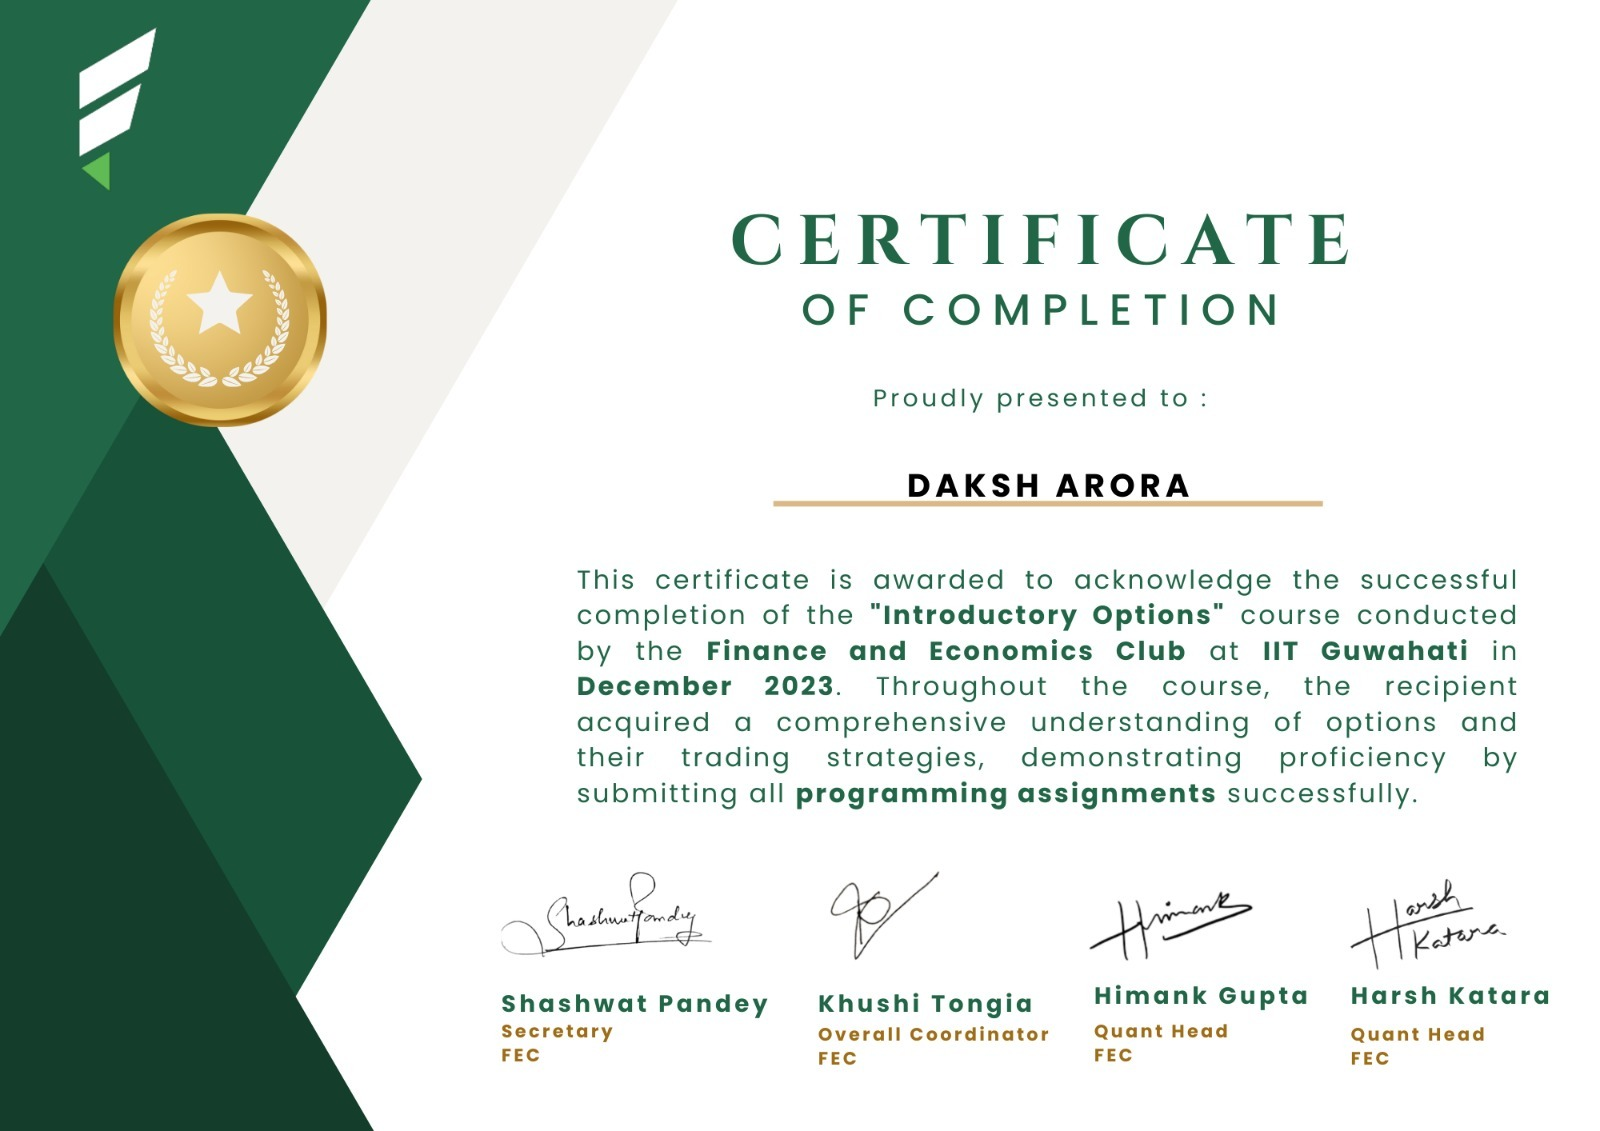 CERTIFICATE
OF COMPLETION
Proudly presented to :
DAKSH ARORA
This certificate is awarded to acknowledge the successful
completion of the "Introductory Options" course conducted
by the Finance and Economics Club at IIT Guwahati in
December 2023. Throughout the course, the recipient
acquired a comprehensive understanding of options and
their trading strategies, demonstrating proficiency by
submitting all programming assignments successfully.
Shashwat Pandey
Himank
Harsh
Katara
Shashwat Pandey
Secretary
FEC
Khushi Tongia
Overall Coordinator
FEC
Himank Gupta
Quant Head
FEC
Harsh Katara
Quant Head
FEC